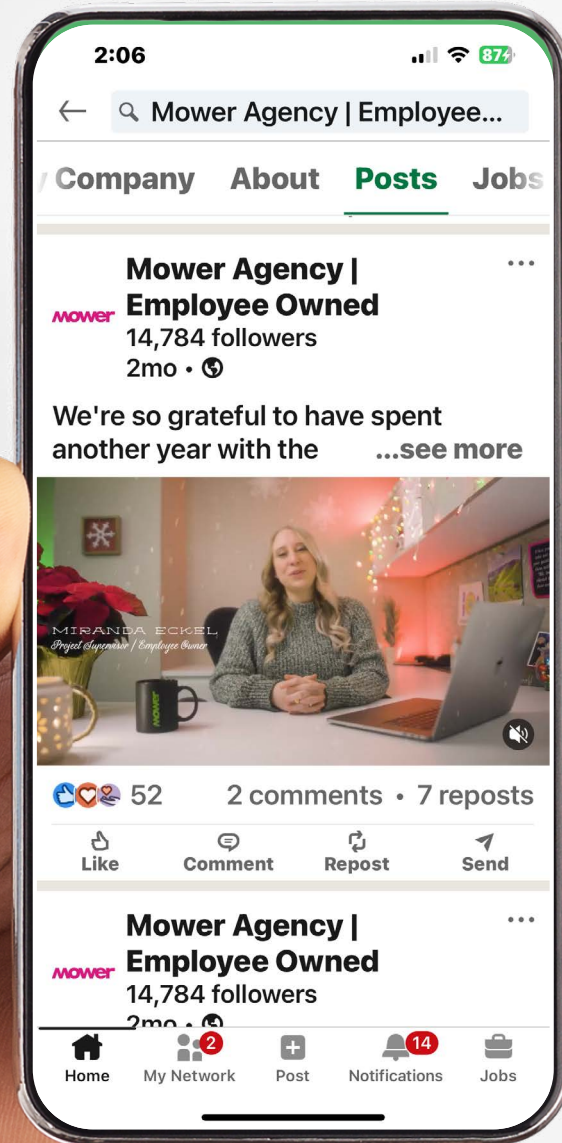 2:06
87
Mower Agency | Employee...
Company About Posts Jobs
Mower Agency |
Employee Owned
mower
14,784 followers
2mo •
We're so grateful to have spent
another year with the ...see more
MIRANDA ECKEL
Project Supervisor / Employee Owner
mower
52 2 comments • 7 reposts
Like Comment Repost Send
Mower Agency |
Employee Owned
mower
14,784 followers
2mo •
2 14
Home My Network Post Notifications Jobs